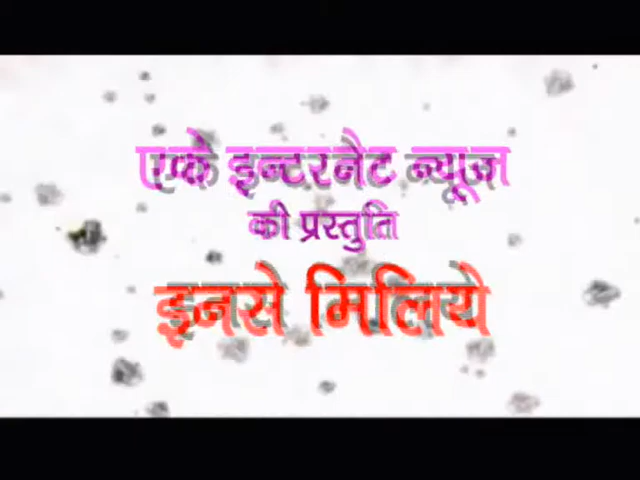 एके इन्टरनेट न्यूज
की प्रस्तुति
इनसे मिलिये